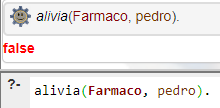 alivia(Farmaco, pedro).
false
?- alivia(Farmaco, pedro).